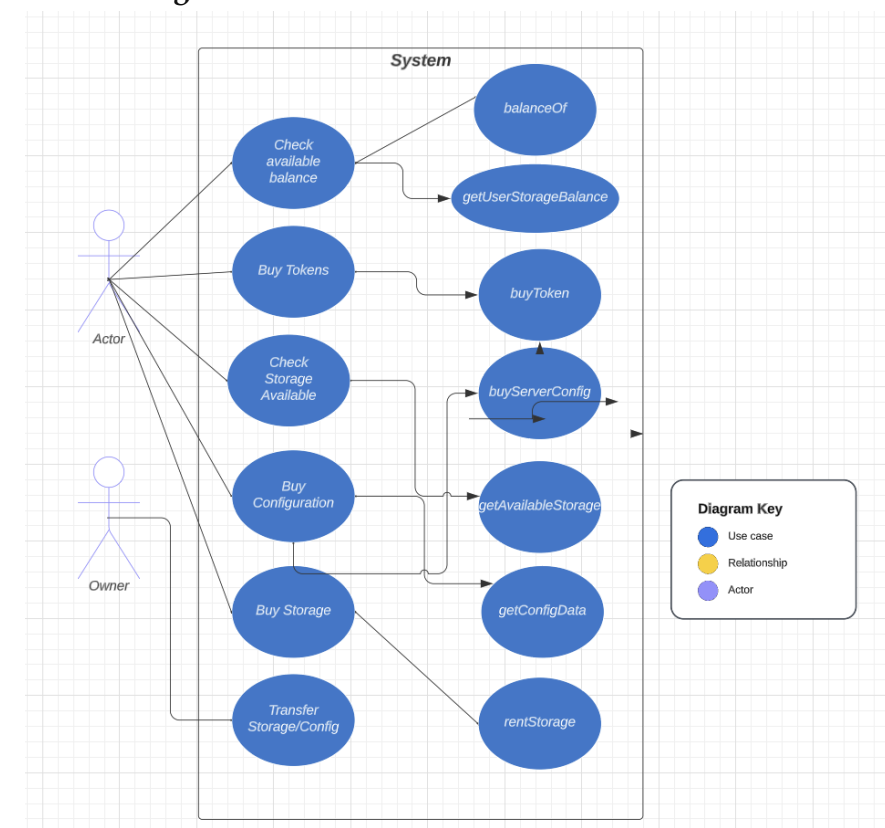 System
balanceOf
Check
available
balance
getUserStorageBalance
Buy Tokens
buyToken
Actor
Check
Storage
Available
buyServerConfig
Buy
Configuration
getAvailableStorage
Owner
Diagram Key
Use case
Relationship
Actor
Buy Storage
getConfigData
Transfer
Storage/Config
rentStorage